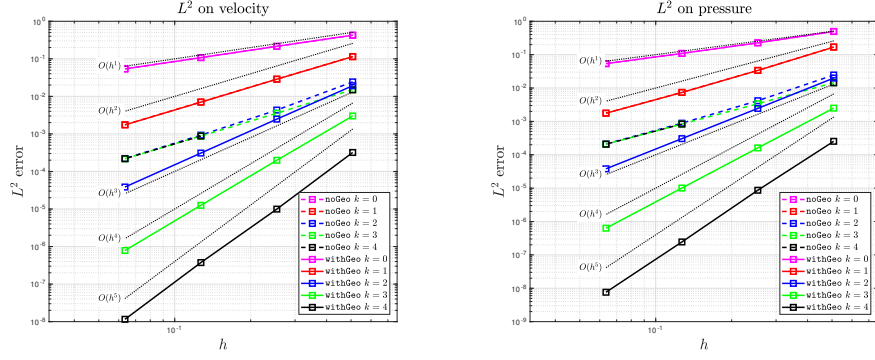 L² on velocity
10⁰
10⁻¹
10⁻²
10⁻³
10⁻⁴
10⁻⁵
10⁻⁶
10⁻⁷
10⁻⁸
L² error
O(h¹)
O(h²)
O(h³)
O(h⁴)
O(h⁵)
noGeo k = 0
noGeo k = 1
noGeo k = 2
noGeo k = 3
noGeo k = 4
withGeo k = 0
withGeo k = 1
withGeo k = 2
withGeo k = 3
withGeo k = 4
10⁻¹
h
L² on pressure
10⁰
10⁻¹
10⁻²
10⁻³
10⁻⁴
10⁻⁵
10⁻⁶
10⁻⁷
10⁻⁸
10⁻⁹
L² error
O(h¹)
O(h²)
O(h³)
O(h⁴)
O(h⁵)
noGeo k = 0
noGeo k = 1
noGeo k = 2
noGeo k = 3
noGeo k = 4
withGeo k = 0
withGeo k = 1
withGeo k = 2
withGeo k = 3
withGeo k = 4
10⁻¹
h